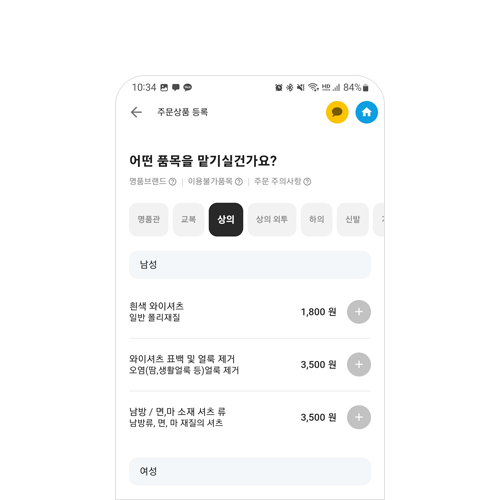 10:34 84%
주문상품 등록
어떤 품목을 맡기실건가요?
명품브랜드 이용불가품목 주문 주의사항
명품관 교복 상의 상의 외투 하의 신발
남성
흰색 와이셔츠 1,800 원
일반 폴리재질
와이셔츠 표백 및 얼룩 제거 3,500 원
오염(땀,생활얼룩 등)얼룩 제거
남방 / 면,마 소재 셔츠 류 3,500 원
남방류, 면, 마 재질의 셔츠
여성